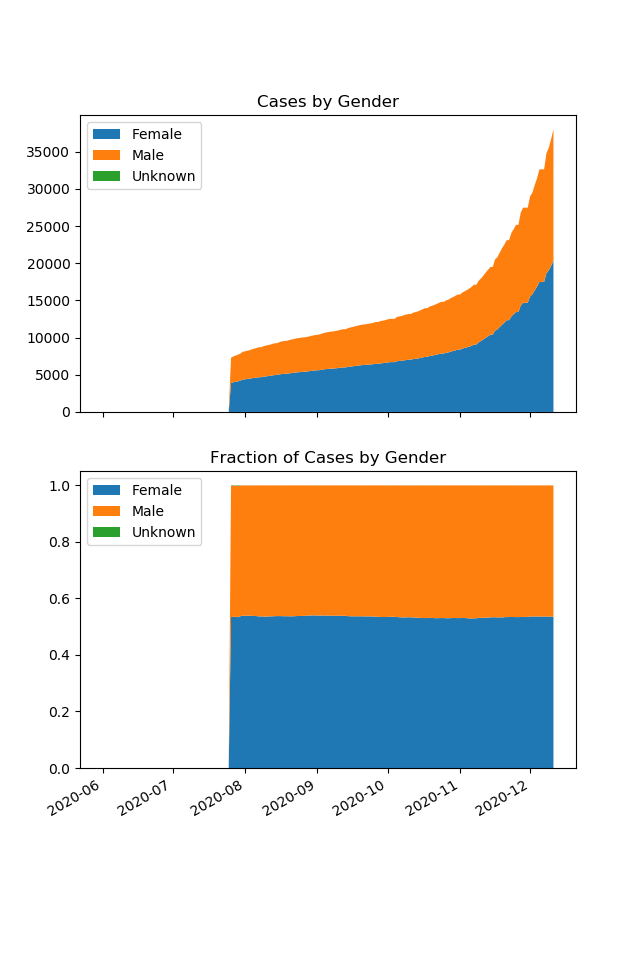 Cases by Gender
Female
Male
Unknown
35000
30000
25000
20000
15000
10000
5000
0
Fraction of Cases by Gender
Female
Male
Unknown
1.0
0.8
0.6
0.4
0.2
0.0
2020-06 2020-07 2020-08 2020-09 2020-10 2020-11 2020-12